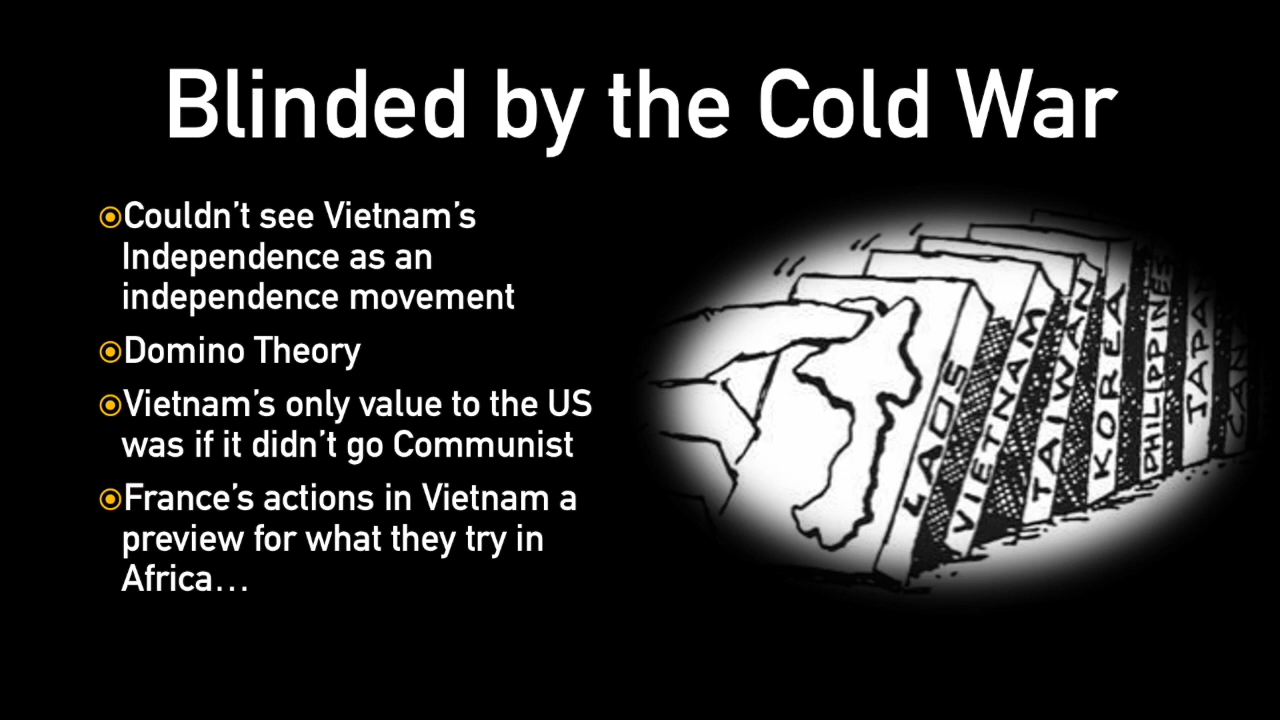 Blinded by the Cold War
Couldn’t see Vietnam’s
Independence as an
independence movement
Domino Theory
Vietnam’s only value to the US
was if it didn’t go Communist
France’s actions in Vietnam a
preview for what they try in
Africa…
LAOS
VIETNAM
TAIWAN
KOREA
PHILIPPINES